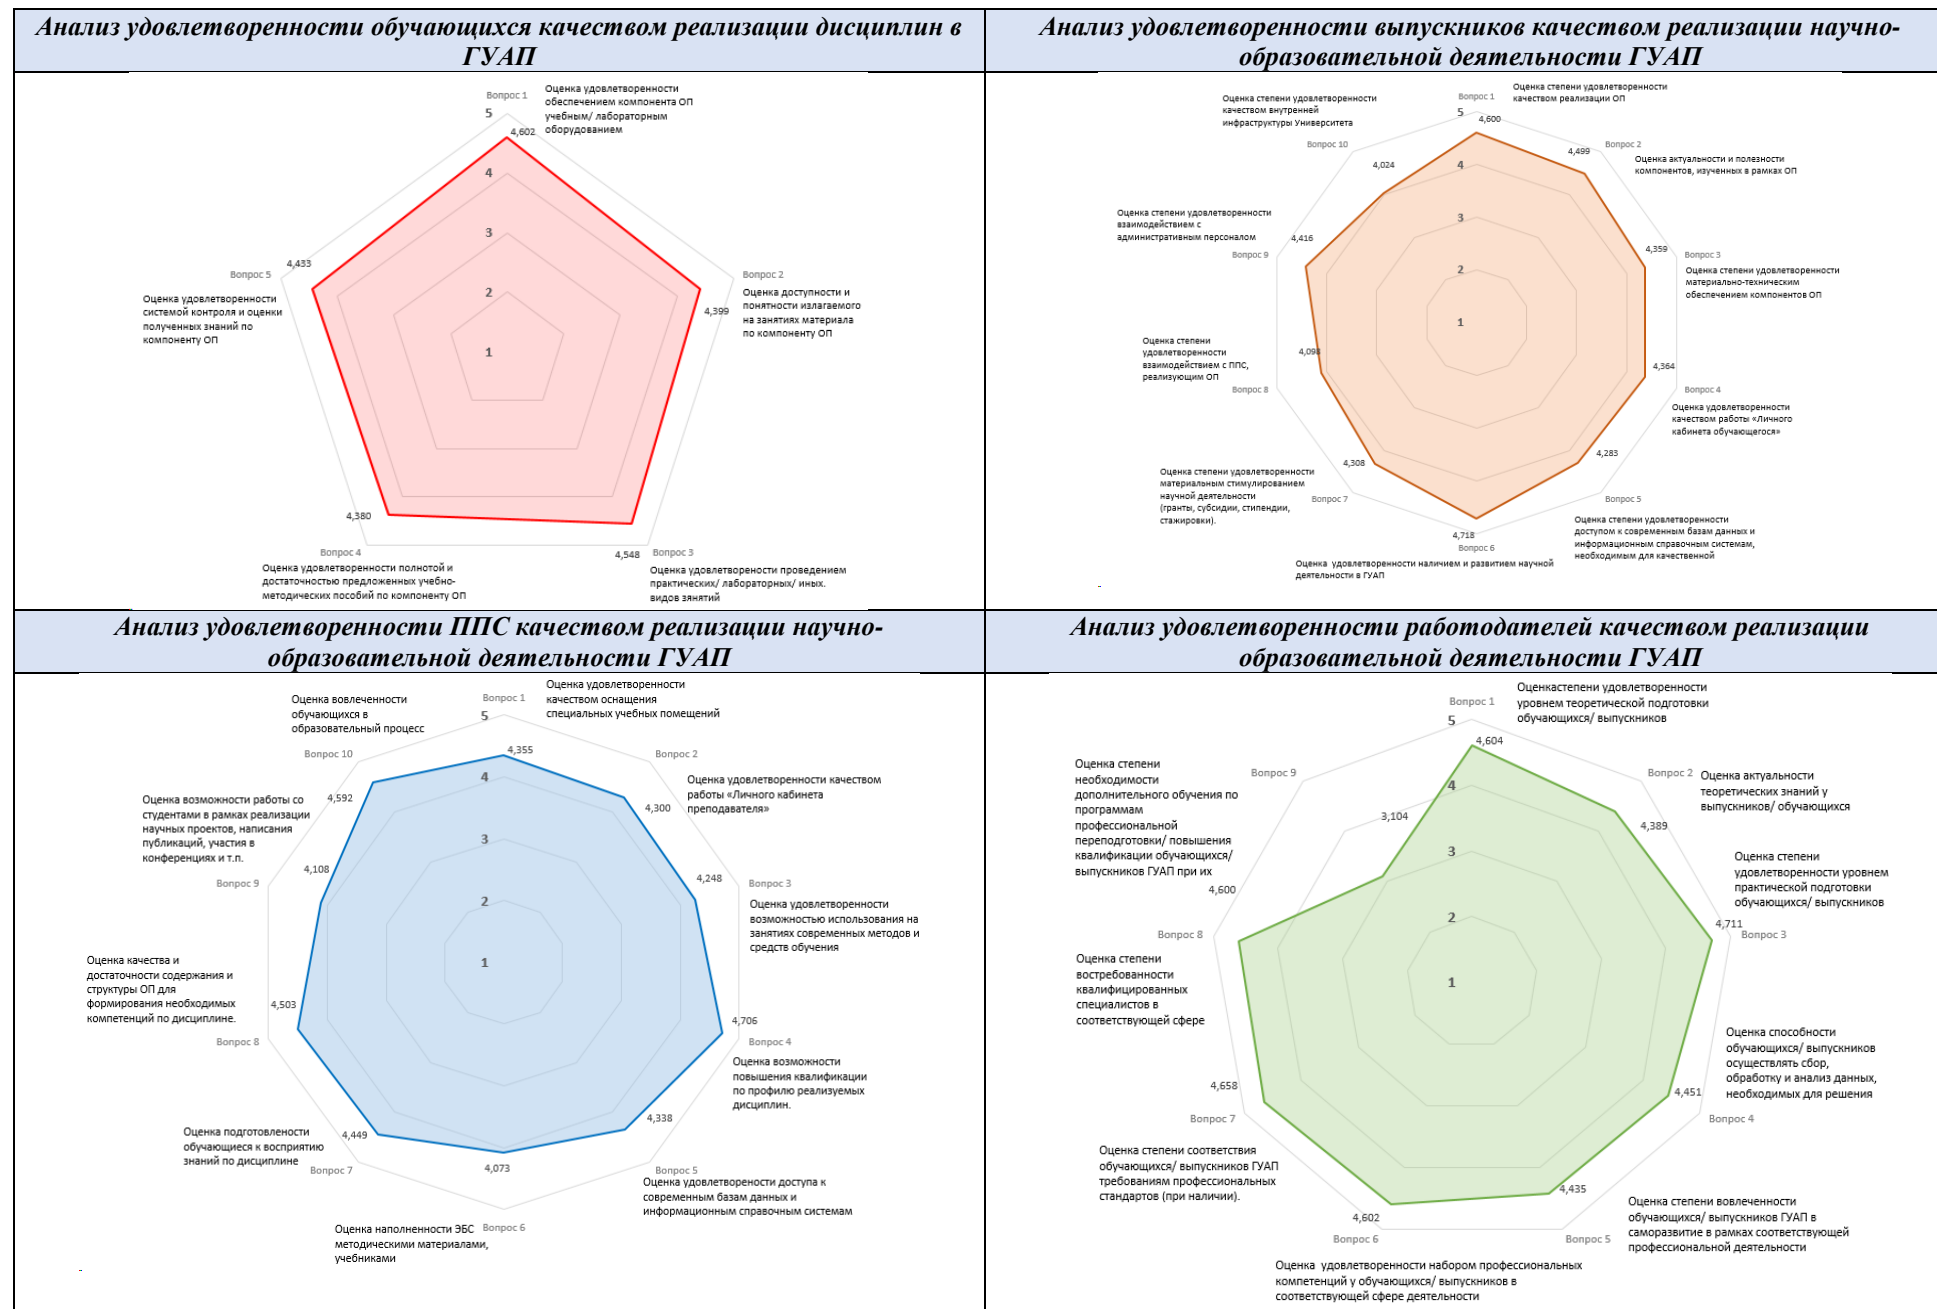 Анализ удовлетворенности обучающихся качеством реализации дисциплин в
ГУАП
Вопрос 1
Оценка удовлетворенности
обеспечением компонента ОП
учебным/ лабораторным
оборудованием
5
4,602
4
3
2
1
Вопрос 2
Оценка доступности и
понятности излагаемого
на занятиях материала
по компоненту ОП
4,399
4,433
Вопрос 5
Оценка удовлетворенности
системой контроля и оценки
полученных знаний по
компоненту ОП
4,380
Вопрос 4
Оценка удовлетворенности полнотой и
достаточностью предложенных учебно-
методических пособий по компоненту ОП
4,548
Вопрос 3
Оценка удовлетворености проведением
практических/ лабораторных/ иных.
видов зянятий
Анализ удовлетворенности выпускников качеством реализации научно-
образовательной деятельности ГУАП
Вопрос 1
Оценка степени удовлетворенности
качеством реализации ОП
5
4,600
4
3
2
1
4,499
Вопрос 2
Оценка актуальности и полезности
компонентов, изученных в рамках ОП
4,359
Вопрос 3
Оценка степени удовлетворенности
материально-техническим
обеспечением компонентов ОП
4,364
Вопрос 4
Оценка удовлетворенности
качеством работы «Личного
кабинета обучающегося»
4,283
Вопрос 5
Оценка степени удовлетворенности
доступом к современным базам данных и
информационным справочным системам,
необходимым для качественной
4,718
Вопрос 6
Оценка  удовлетворенности наличием и развитием научной
деятельности в ГУАП
4,308
Вопрос 7
Оценка степени удовлетворенности
материальным стимулированием
научной деятельности
(гранты, субсидии, стипендии,
стажировки).
4,098
Вопрос 8
Оценка степени
удовлетворенности
взаимодействием с ППС,
реализующим ОП
4,416
Вопрос 9
Оценка степени удовлетворенности
взаимодействием с
административным персоналом
4,024
Вопрос 10
Оценка степени удовлетворенности
качеством внутренней
инфраструктуры Университета
Анализ удовлетворенности ППС качеством реализации научно-
образовательной деятельности ГУАП
Вопрос 1
Оценка удовлетворенности
качеством оснащения
специальных учебных помещений
5
4,355
4
3
2
1
Вопрос 2
4,300
Оценка удовлетворенности качеством
работы «Личного кабинета
преподавателя»
4,248
Вопрос 3
Оценка удовлетворенности
возможностью использования на
занятиях современных методов и
средств обучения
4,706
Вопрос 4
Оценка возможности
повышения квалификации
по профилю реализуемых
дисциплин.
4,338
Вопрос 5
Оценка удовлетворености доступа к
современным базам данных и
информационным справочным системам
4,073
Вопрос 6
Оценка наполненности ЭБС
методическими материалами,
учебниками
4,449
Вопрос 7
Оценка подготовлености
обучающиеся к восприятию
знаний по дисциплине
4,503
Вопрос 8
Оценка качества и
достаточности содержания и
структуры ОП для
формирования необходимых
компетенций по дисциплине.
4,108
Вопрос 9
Оценка возможности работы со
студентами в рамках реализации
научных проектов, написания
публикаций, участия в
конференциях и т.п.
4,592
Вопрос 10
Оценка вовлеченности
обучающихся в
образовательный процесс
Анализ удовлетворенности работодателей качеством реализации
образовательной деятельности ГУАП
Вопрос 1
Оценкастепени удовлетворенности
уровнем теоретической подготовки
обучающихся/ выпускников
5
4,604
4
3
2
1
Вопрос 2
4,389
Оценка актуальности
теоретических знаний у
выпускников/ обучающихся
4,711
Вопрос 3
Оценка степени
удовлетворенности уровнем
практической подготовки
обучающихся/ выпускников
4,451
Вопрос 4
Оценка способности
обучающихся/ выпускников
осуществлять сбор,
обработку и анализ данных,
необходимых для решения
4,435
Вопрос 5
Оценка степени вовлеченности
обучающихся/ выпускников ГУАП в
саморазвитие в рамках соответствующей
профессиональной деятельности
4,602
Вопрос 6
Оценка  удовлетворенности набором профессиональных
компетенций у обучающихся/ выпускников в
соответствующей сфере деятельности
4,658
Вопрос 7
Оценка степени соответствия
обучающихся/ выпускников ГУАП
требованиям профессиональных
стандартов (при наличии).
4,600
Вопрос 8
Оценка степени
востребованности
квалифицированных
специалистов в
соответствующей сфере
3,104
Вопрос 9
Оценка степени
необходимости
дополнительного обучения по
программам
профессиональной
переподготовки/ повышения
квалификации обучающихся/
выпускников ГУАП при их